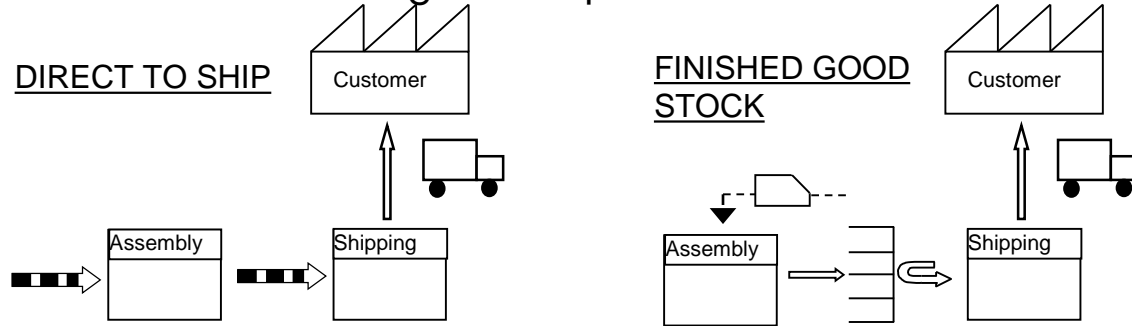 DIRECT TO SHIP
Customer
Assembly
Shipping
FINISHED GOOD
STOCK
Customer
Assembly
Shipping